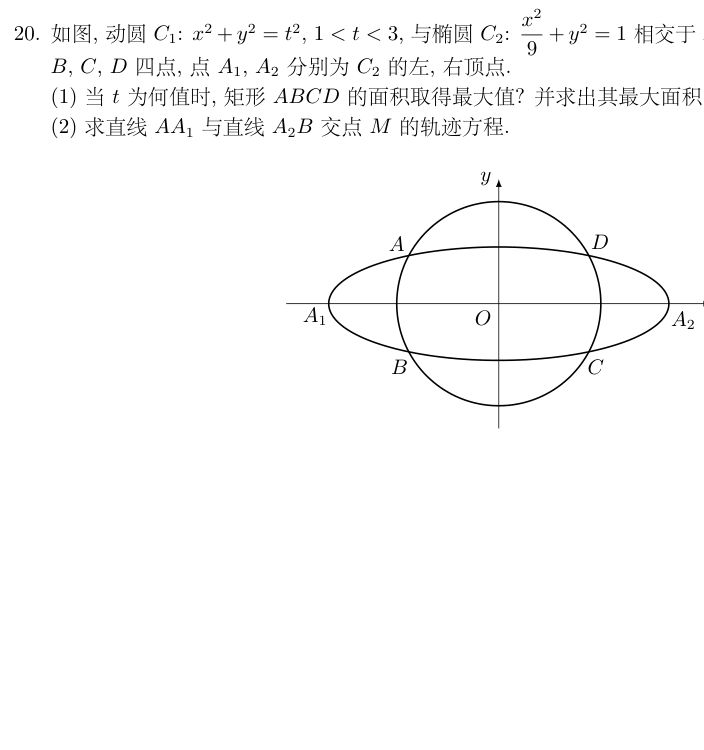 20. 如图, 动圆 C₁: x² + y² = t², 1 < t < 3, 与椭圆 C₂: x²/9 + y² = 1 相交于
B, C, D 四点, 点 A₁, A₂ 分别为 C₂ 的左, 右顶点.
(1) 当 t 为何值时, 矩形 ABCD 的面积取得最大值? 并求出其最大面积
(2) 求直线 AA₁ 与直线 A₂B 交点 M 的轨迹方程.
y
A D
O
A₁ A₂
B C